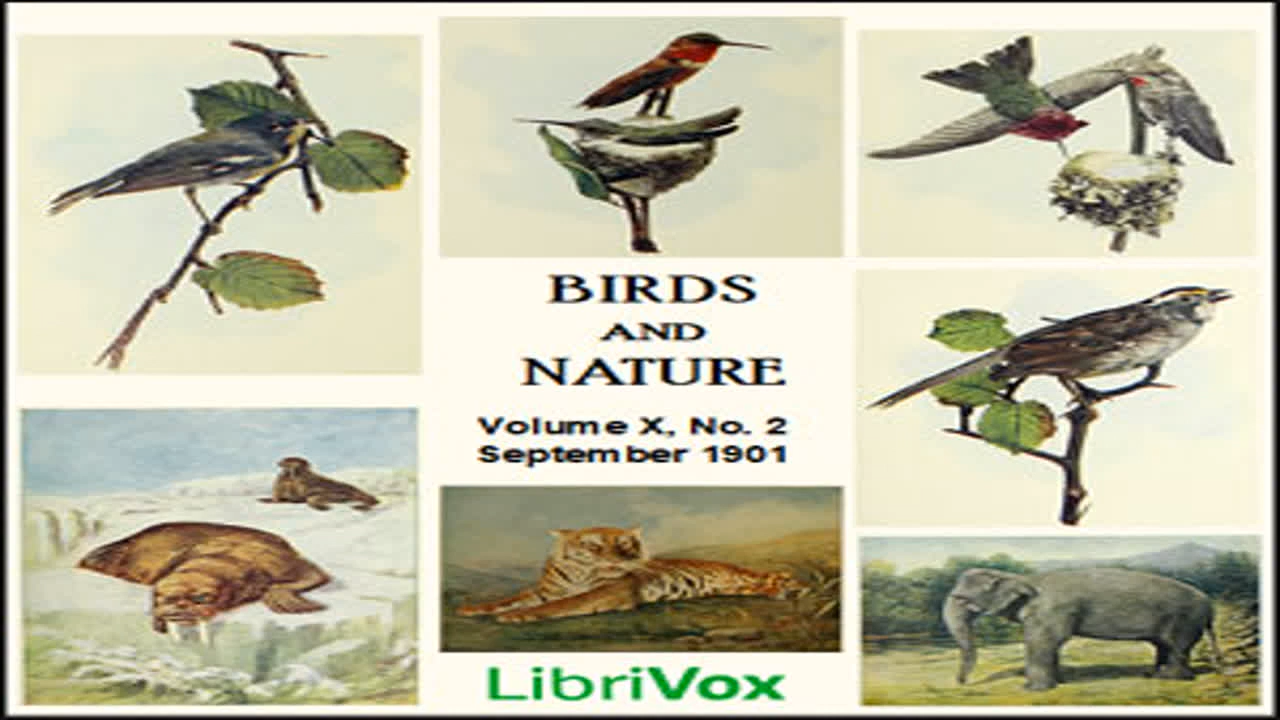 BIRDS
AND
NATURE
Volume X, No. 2
September 1901
LibriVox